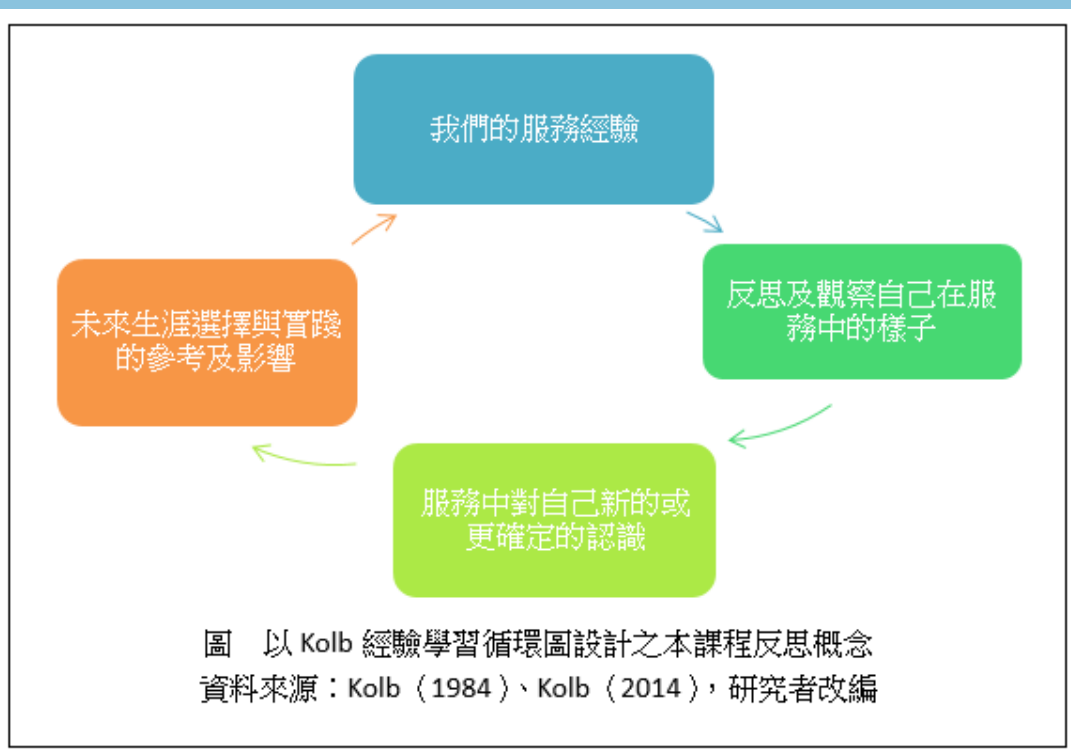 我們的服務經驗
反思及觀察自己在服
務中的樣子
未來生涯選擇與實踐
的參考及影響
服務中對自己新的或
更確定的認識
圖　以 Kolb 經驗學習循環圖設計之本課程反思概念
資料來源：Kolb（1984）、Kolb（2014），研究者改編